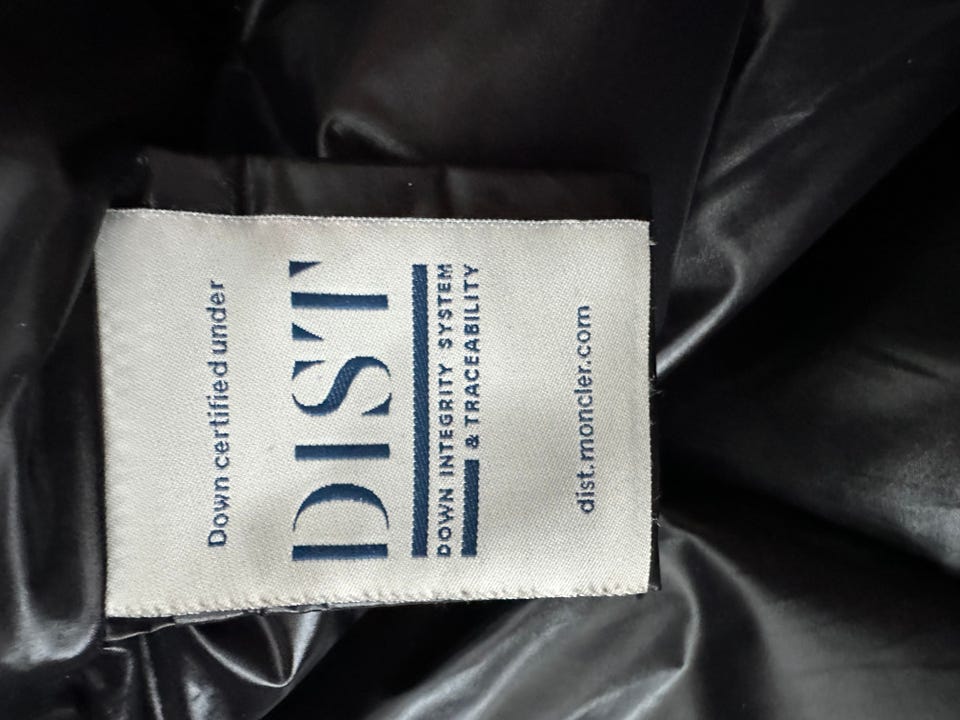 Down certified under
DIST
DOWN INTEGRITY SYSTEM
& TRACEABILITY
dist.moncler.com